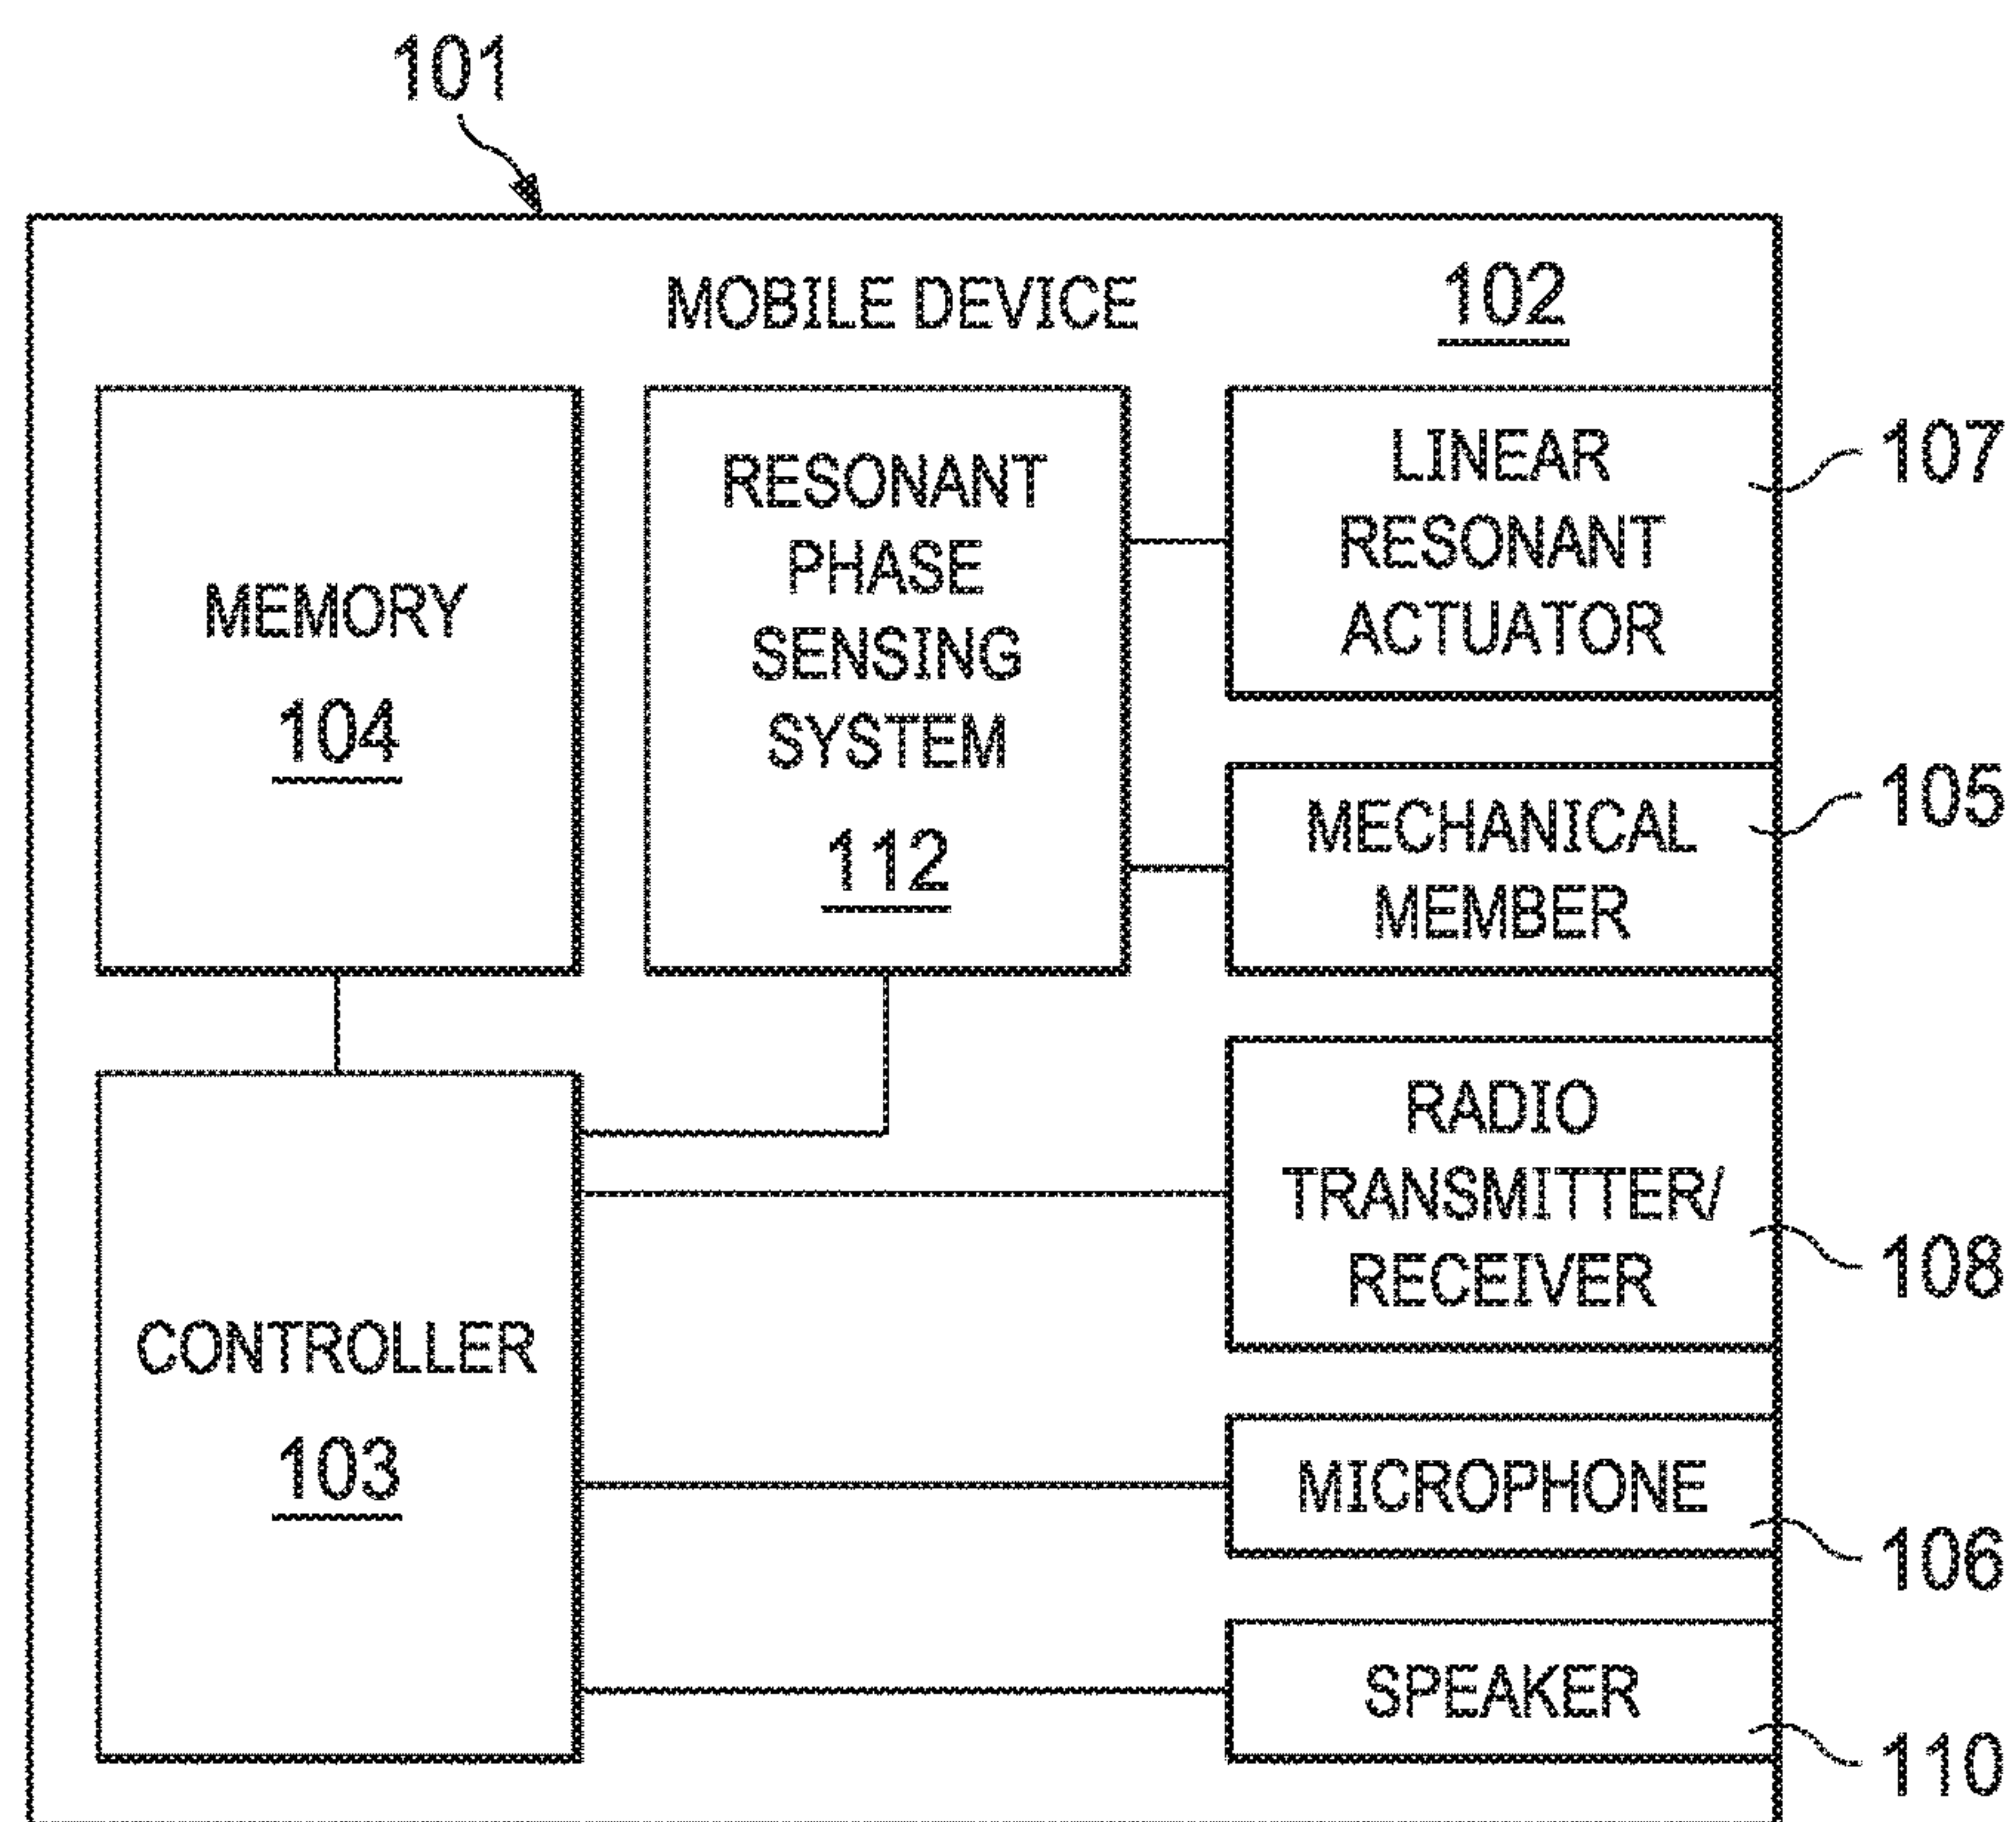 101
MOBILE DEVICE 102
MEMORY
104
RESONANT
PHASE
SENSING
SYSTEM
112
LINEAR
RESONANT
ACTUATOR
107
MECHANICAL
MEMBER
105
CONTROLLER
103
RADIO
TRANSMITTER/
RECEIVER
108
MICROPHONE
106
SPEAKER
110